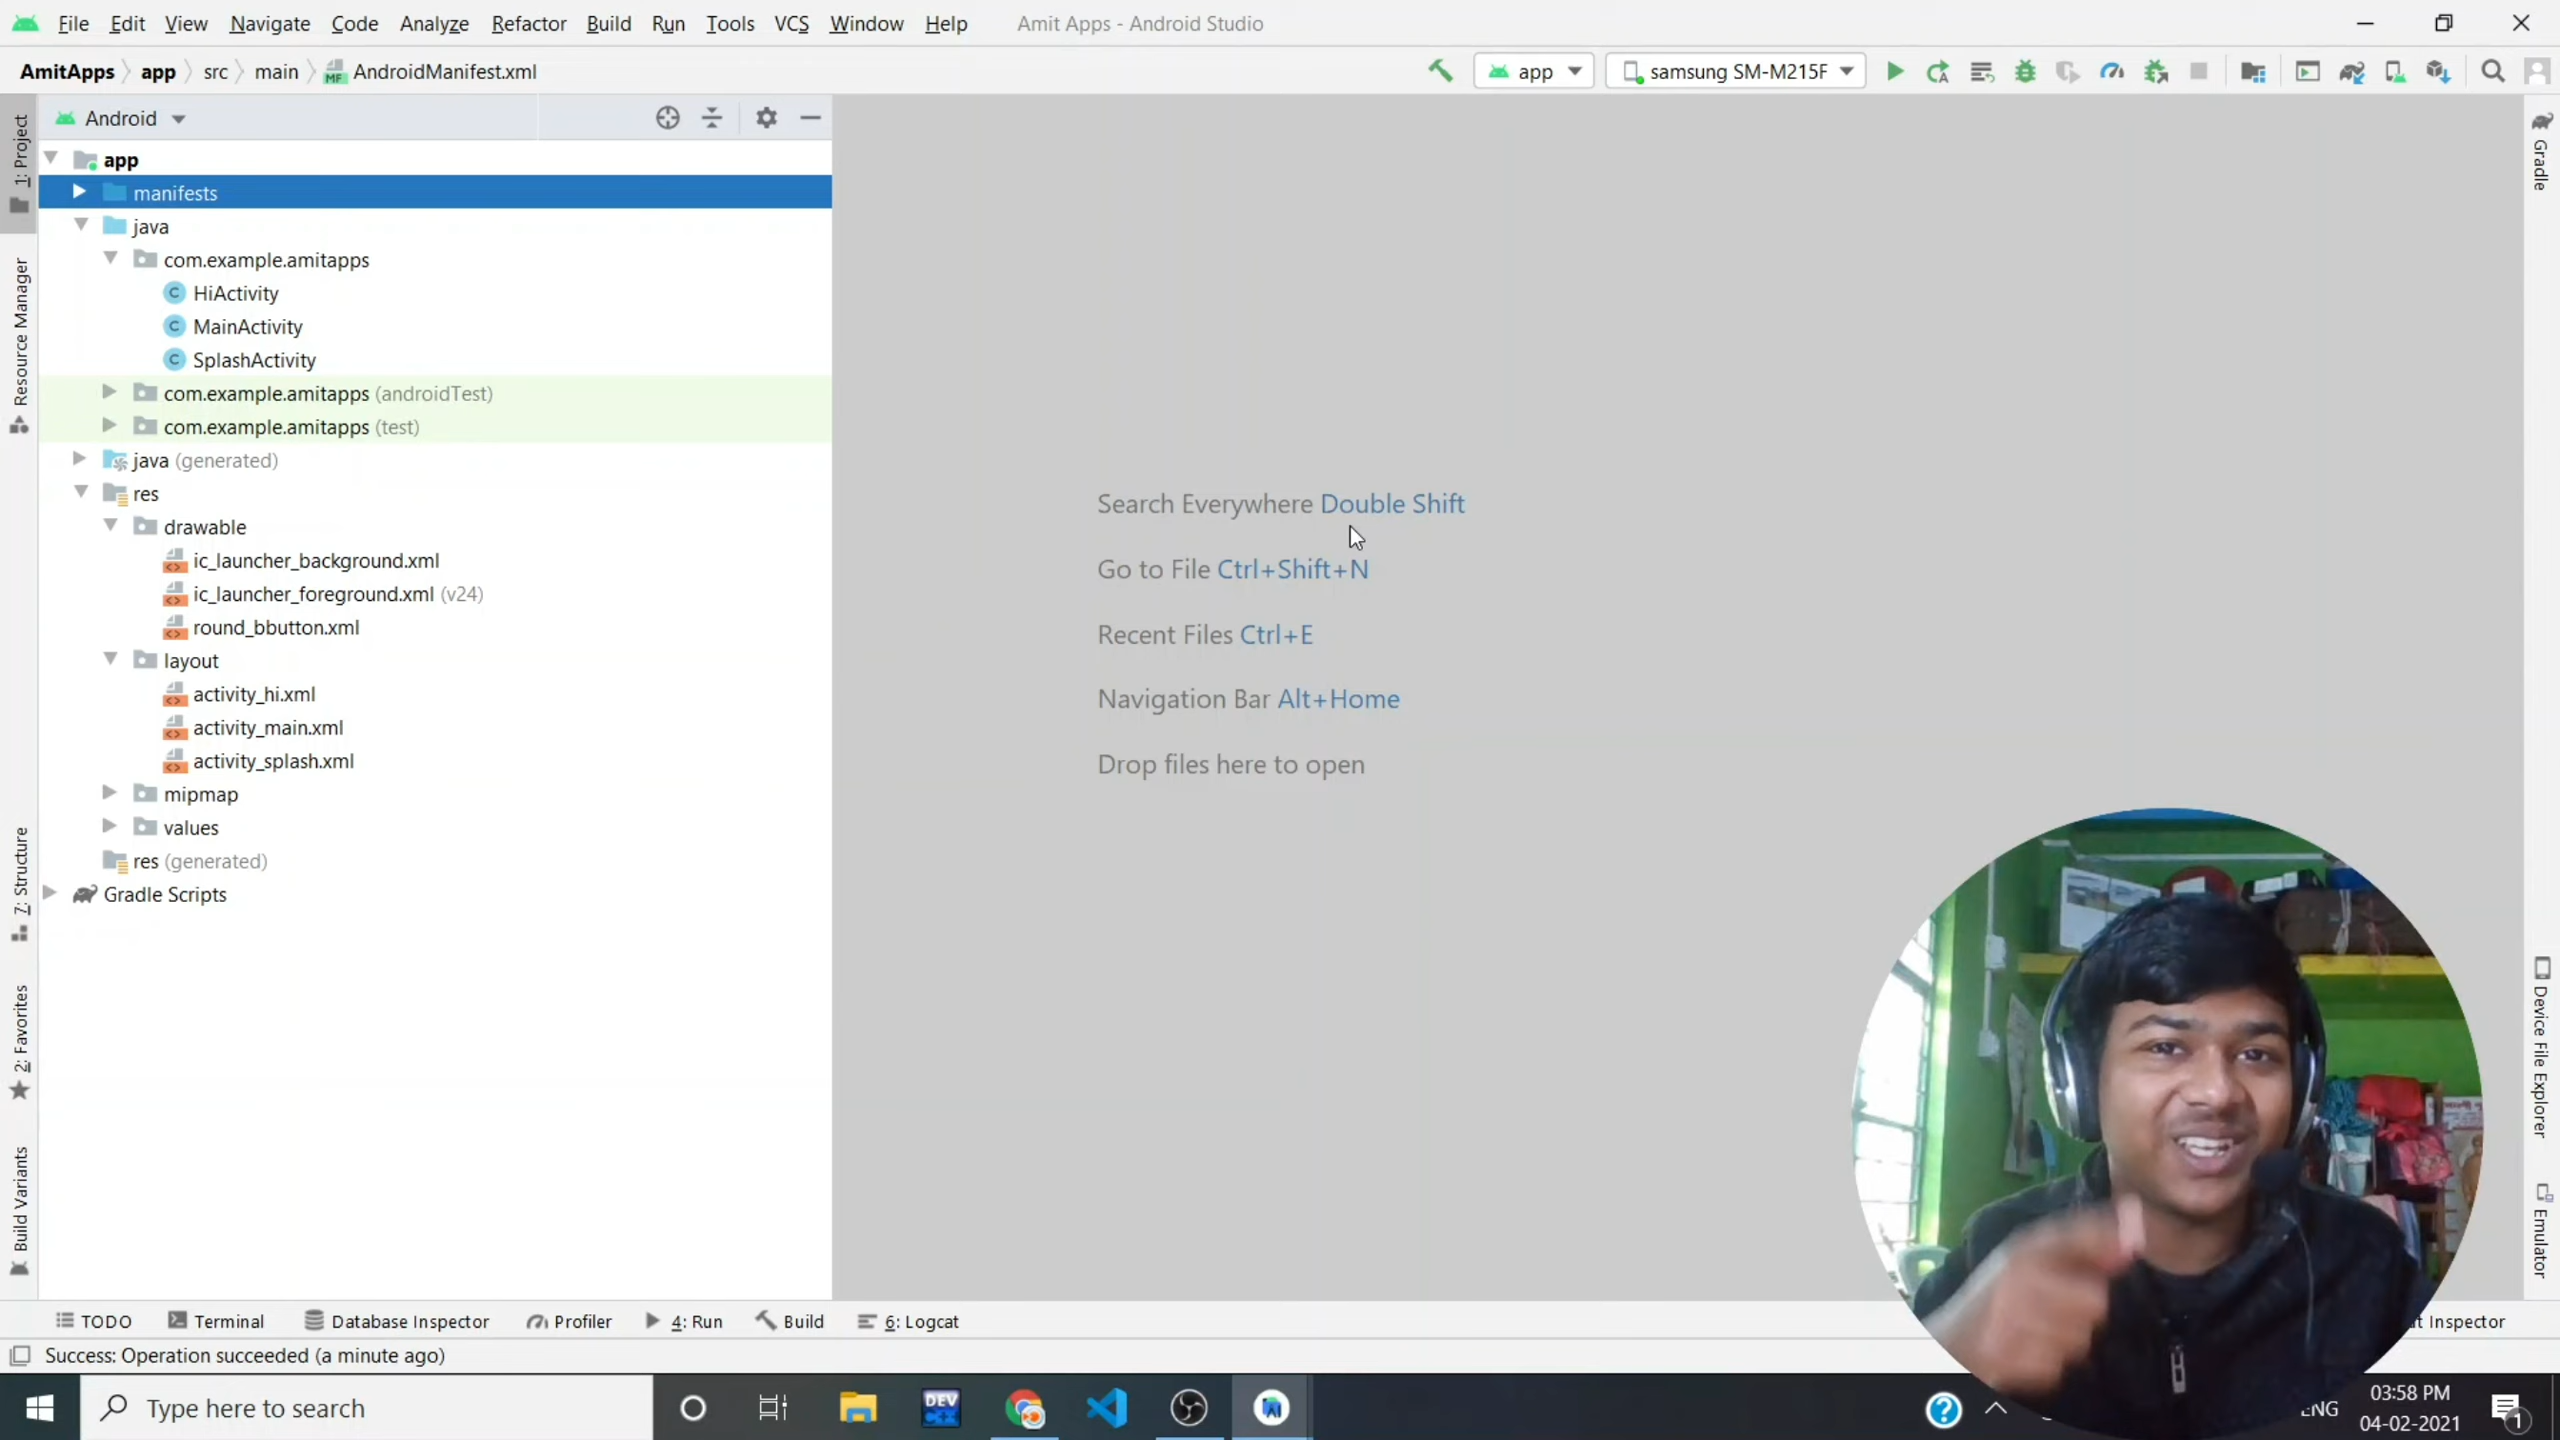 File Edit View Navigate Code Analyze Refactor Build Run Tools VCS Window Help Amit Apps - Android Studio
AmitApps app src main AndroidManifest.xml app samsung SM-M215F
Android
1: Project
Resource Manager
7: Structure
2: Favorites
Build Variants
app
manifests
java
com.example.amitapps
HiActivity
MainActivity
SplashActivity
com.example.amitapps (androidTest)
com.example.amitapps (test)
java (generated)
res
drawable
ic_launcher_background.xml
ic_launcher_foreground.xml (v24)
round_bbutton.xml
layout
activity_hi.xml
activity_main.xml
activity_splash.xml
mipmap
values
res (generated)
Gradle Scripts
Search Everywhere Double Shift
Go to File Ctrl+Shift+N
Recent Files Ctrl+E
Navigation Bar Alt+Home
Drop files here to open
Gradle
Device File Explorer
Emulator
TODO Terminal Database Inspector Profiler 4: Run Build 6: Logcat Inspector
Success: Operation succeeded (a minute ago)
Type here to search
DEV
ENG
03:58 PM
04-02-2021
1